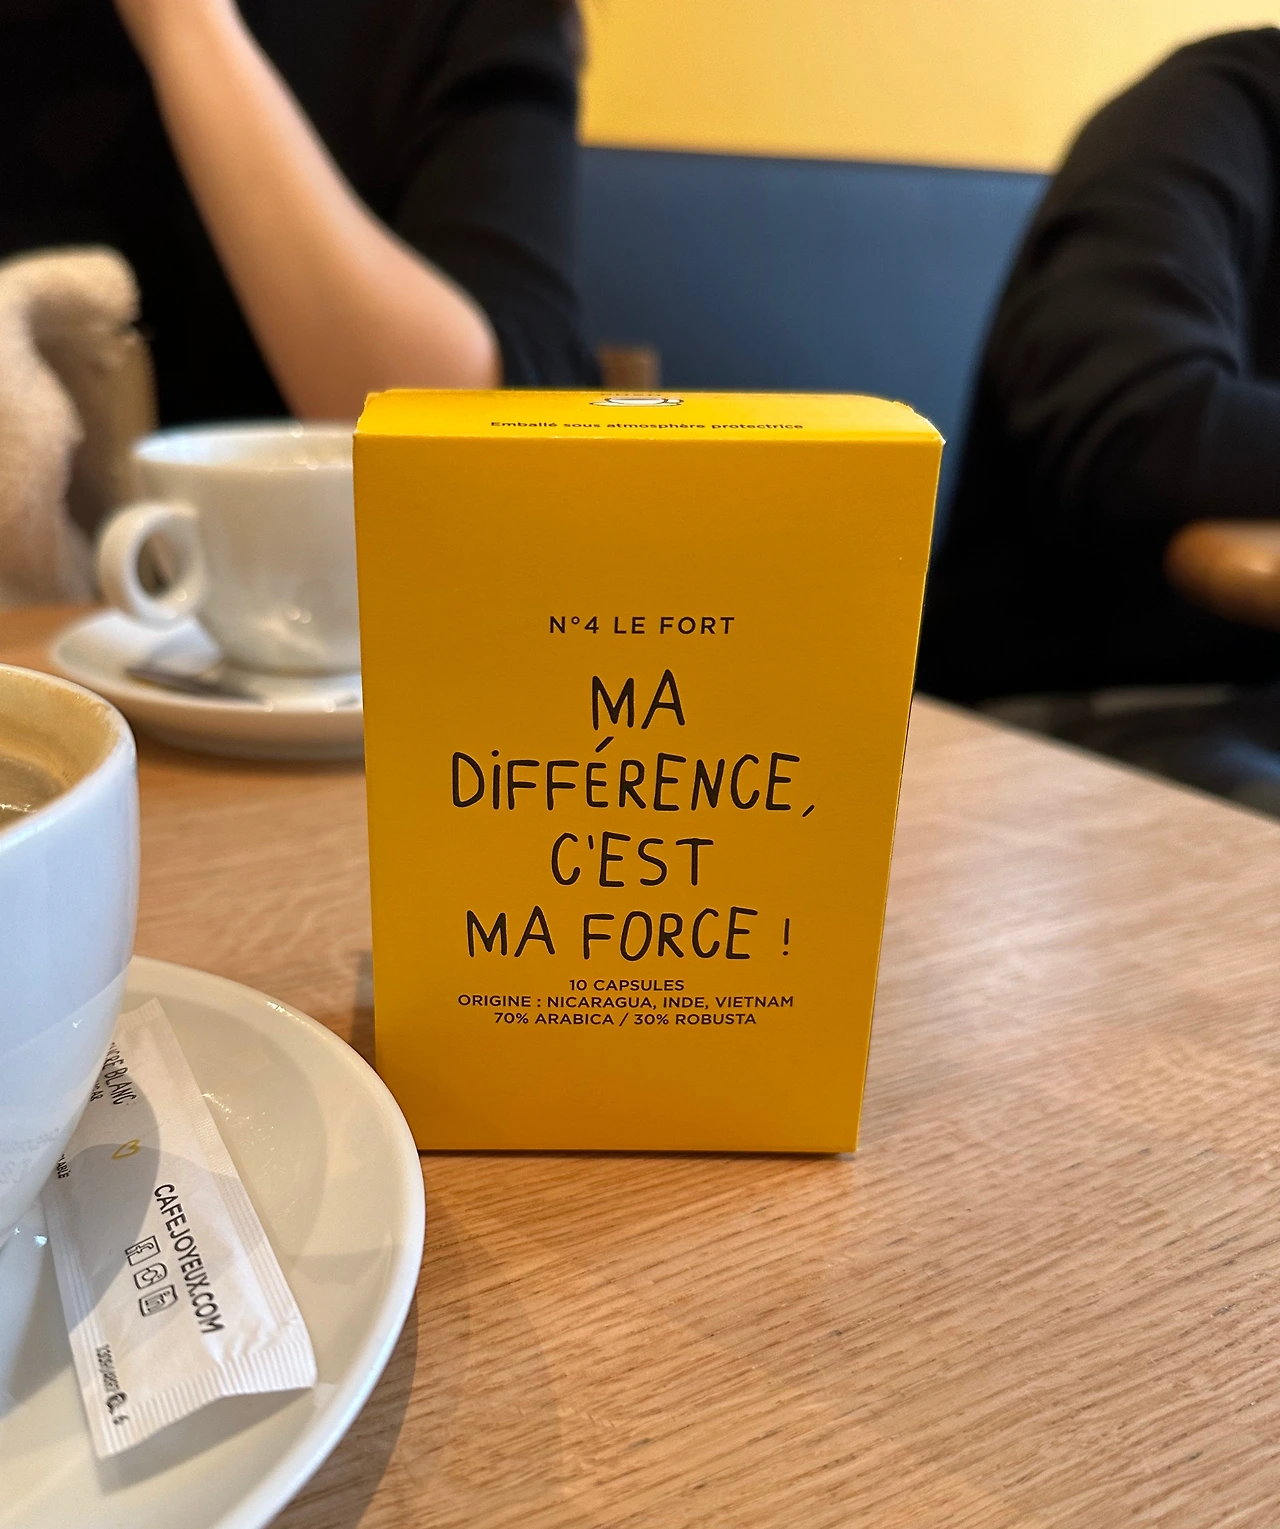 Emballé sous atmosphère protectrice
N°4 LE FORT
MA
DiFFÉRENCE,
C'EST
MA FORCE !
10 CAPSULES
ORIGINE : NICARAGUA, INDE, VIETNAM
70% ARABICA / 30% ROBUSTA
BLANC
CAFEJOYEUX.COM